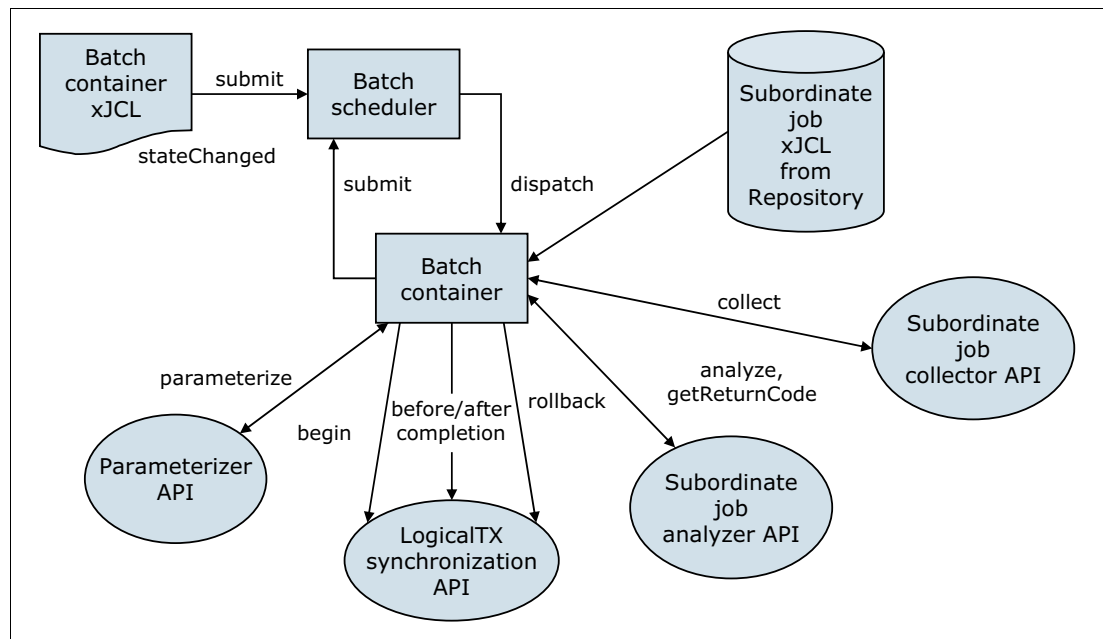 Batch
container
xJCL
submit
Batch
scheduler
stateChanged
submit
dispatch
Subordinate
job
xJCL
from
Repository
Batch
container
collect
Subordinate
job
collector API
parameterize
begin
before/after
completion
rollback
analyze,
getReturnCode
Parameterizer
API
LogicalTX
synchronization
API
Subordinate
job
analyzer API